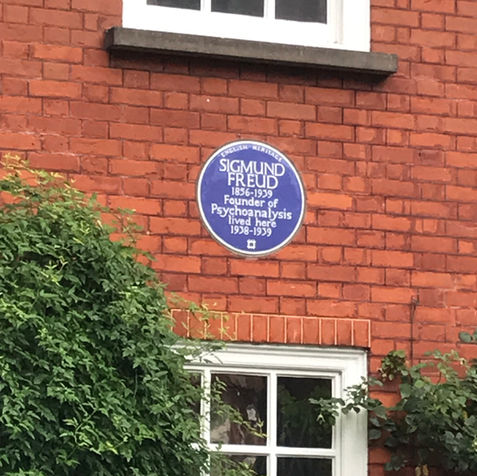 ENGLISH HERITAGE
SIGMUND
FREUD
1856-1939
Founder of
Psychoanalysis
lived here
1938-1939